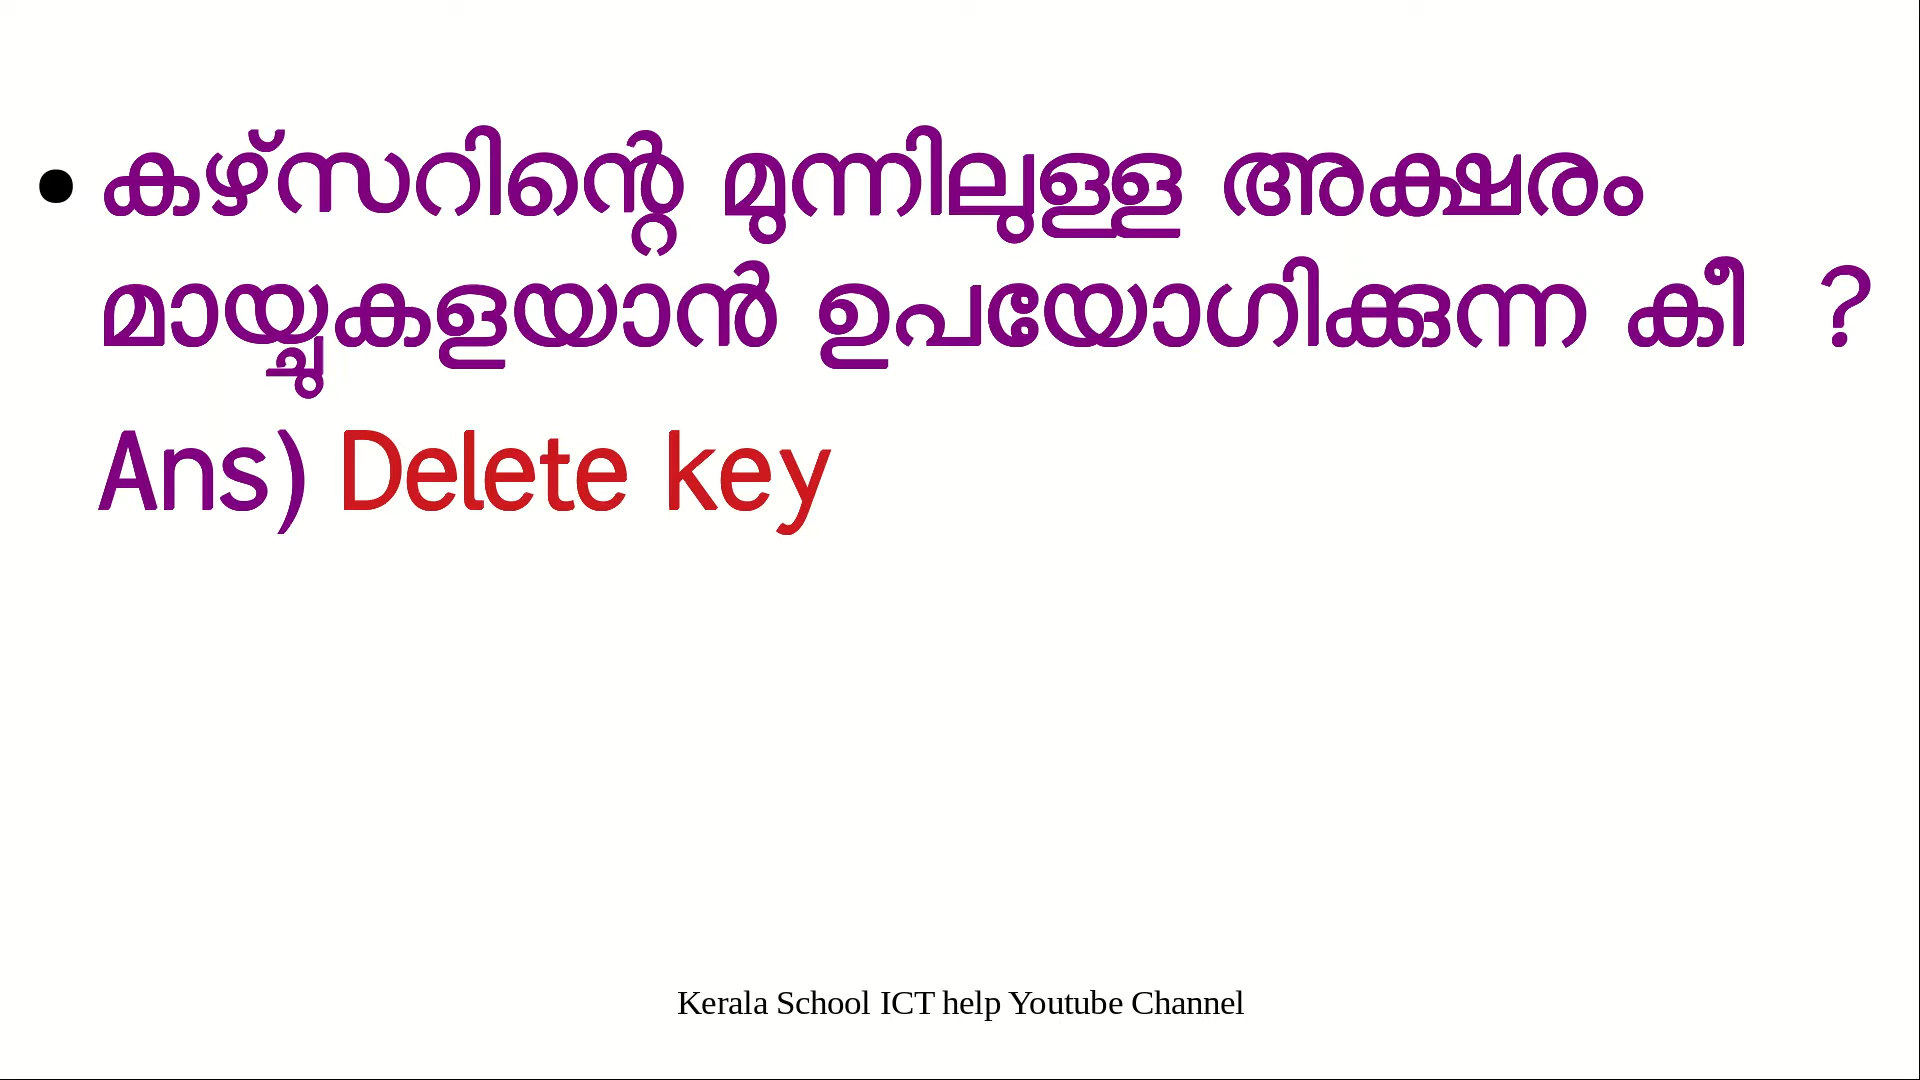 • കഴ്സറിന്റെ മുന്നിലുള്ള അക്ഷരം
മായ്ച്ചുകളയാൻ ഉപയോഗിക്കുന്ന കീ ?
Ans) Delete key
Kerala School ICT help Youtube Channel